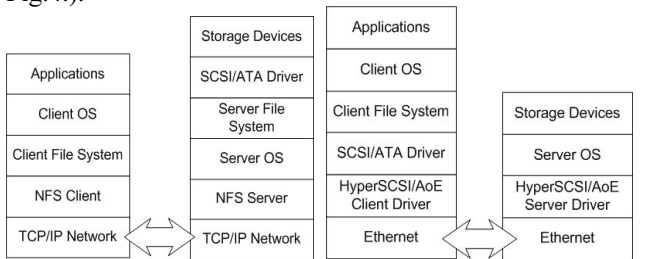 Applications
Client OS
Client File System
NFS Client
TCP/IP Network
Storage Devices
SCSI/ATA Driver
Server File
System
Server OS
NFS Server
TCP/IP Network
Applications
Client OS
Client File System
SCSI/ATA Driver
HyperSCSI/AoE
Client Driver
Ethernet
Storage Devices
Server OS
HyperSCSI/AoE
Server Driver
Ethernet